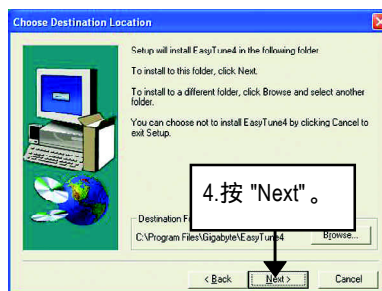 Choose Destination Location
Setup will install EasyTune4 in the following folder.
To install to this folder, click Next.
To install to a different folder, click Browse and select another
folder.
You can choose not to install EasyTune4 by clicking Cancel to
exit Setup.
4.按 "Next" 。
Destination F
C:\Program Files\Gigabyte\EasyTune4
Browse...
< Back
Next >
Cancel